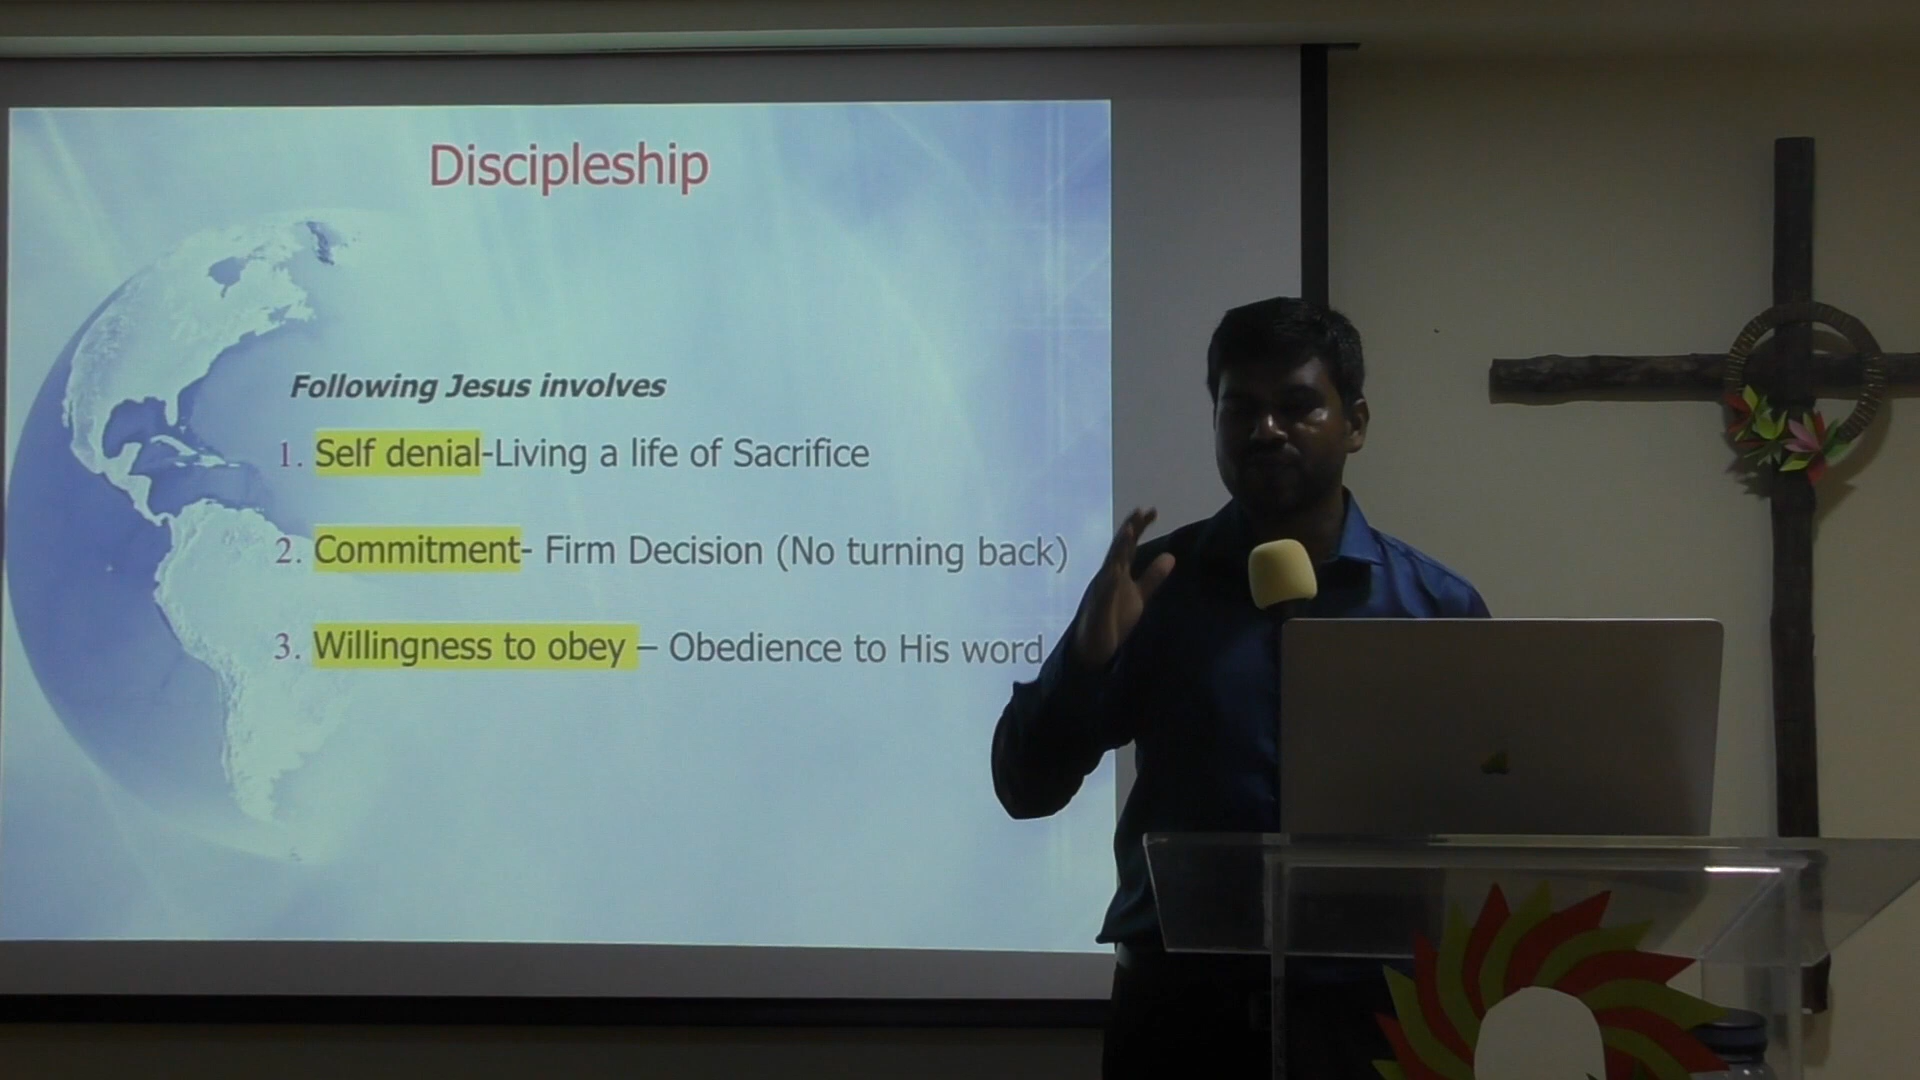 Discipleship
Following Jesus involves
1. Self denial-Living a life of Sacrifice
2. Commitment- Firm Decision (No turning back)
3. Willingness to obey – Obedience to His word